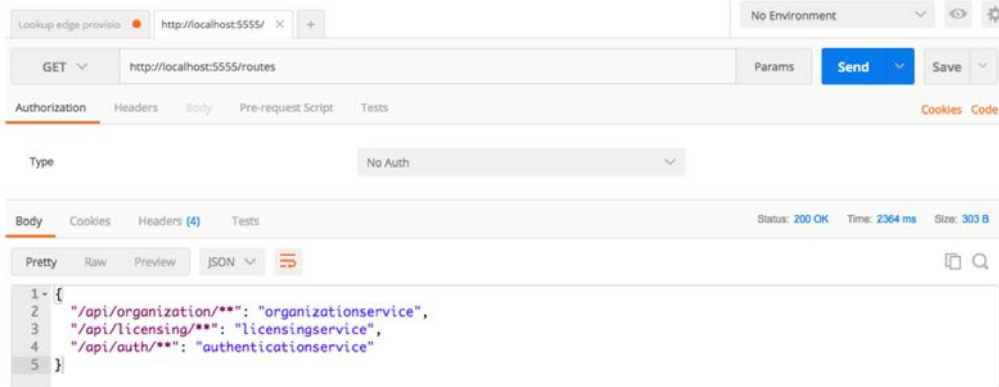 Lookup edge provisio http://localhost:5555/ × +
No Environment
GET http://localhost:5555/routes Params Send Save
Authorization Headers Body Pre-request Script Tests Cookies Code
Type No Auth
Body Cookies Headers (4) Tests Status: 200 OK Time: 2364 ms Size: 303 B
Pretty Raw Preview JSON
1 {
2 "/api/organization/**": "organizationservice",
3 "/api/licensing/**": "licensingservice",
4 "/api/auth/**": "authenticationservice"
5 }